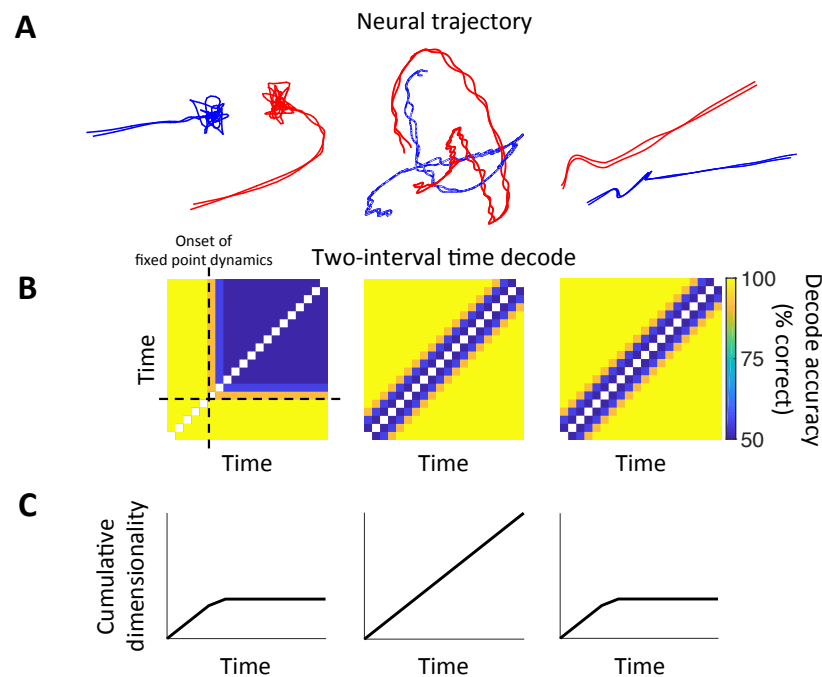 A
Neural trajectory
Onset of
fixed point dynamics
Two-interval time decode
B
Time
Time
Time
Time
100
75
50
Decode accuracy
(% correct)
C
Cumulative
dimensionality
Time
Time
Time